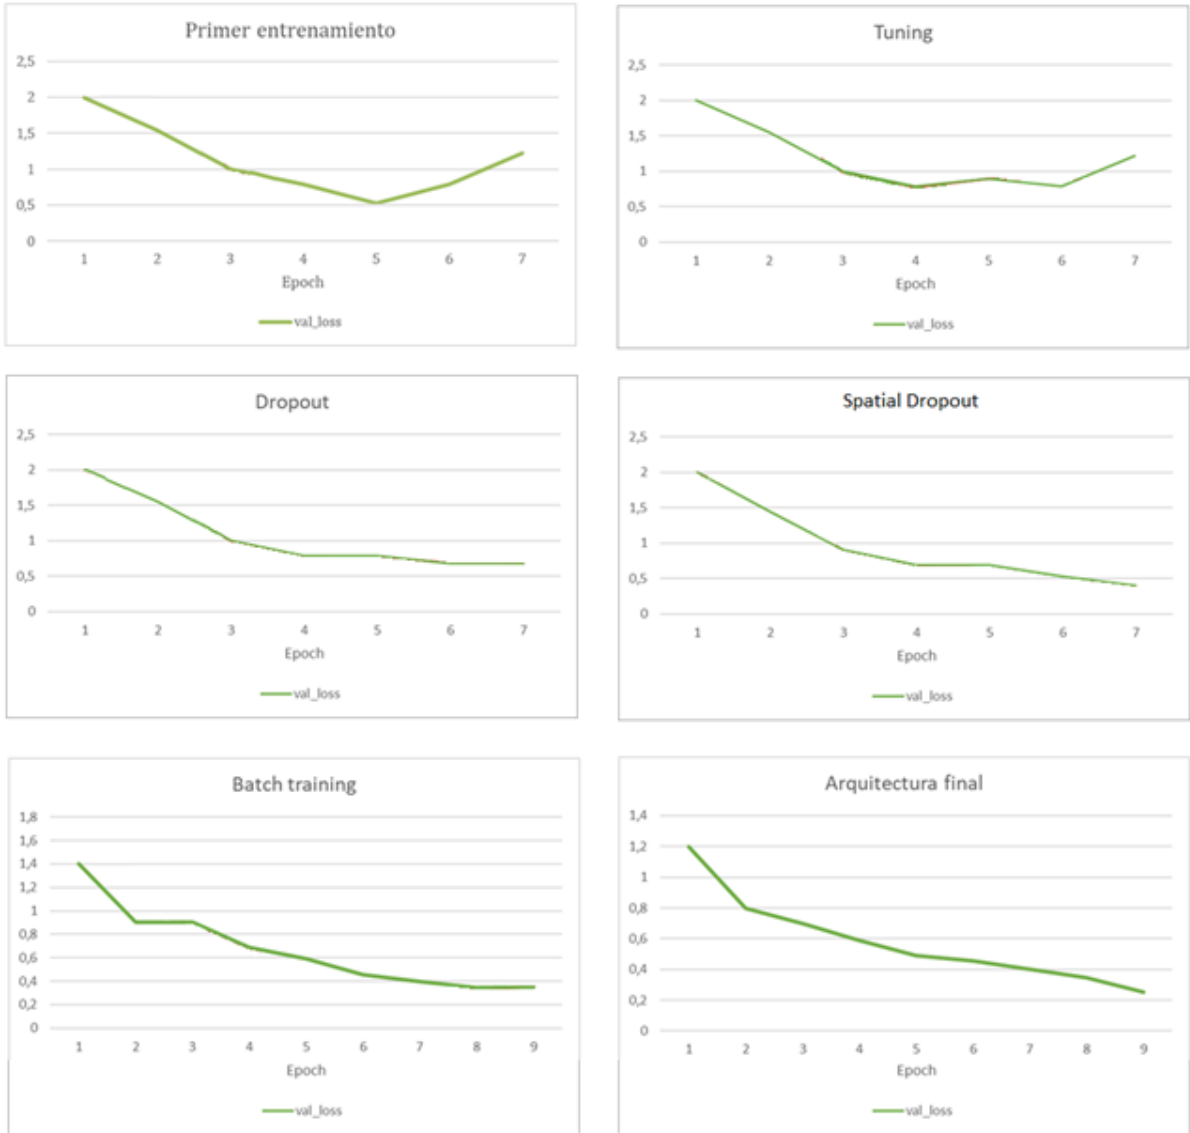 Primer entrenamiento
2,5
2
1,5
1
0,5
0
1 2 3 4 5 6 7
Epoch
val_loss
Tuning
2,5
2
1,5
1
0,5
0
1 2 3 4 5 6 7
Epoch
val_loss
Dropout
2,5
2
1,5
1
0,5
0
1 2 3 4 5 6 7
Epoch
val_loss
Spatial Dropout
2,5
2
1,5
1
0,5
0
1 2 3 4 5 6 7
Epoch
val_loss
Batch training
1,8
1,6
1,4
1,2
1
0,8
0,6
0,4
0,2
0
1 2 3 4 5 6 7 8 9
Epoch
val_loss
Arquitectura final
1,4
1,2
1
0,8
0,6
0,4
0,2
0
1 2 3 4 5 6 7 8 9
Epoch
val_loss